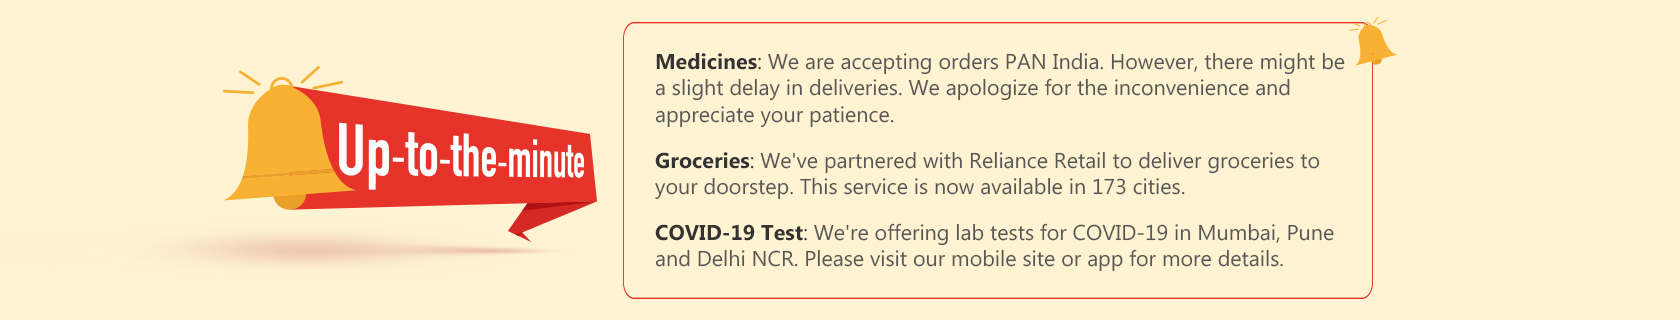 Up-to-the-minute
Medicines: We are accepting orders PAN India. However, there might be
a slight delay in deliveries. We apologize for the inconvenience and
appreciate your patience.
Groceries: We've partnered with Reliance Retail to deliver groceries to
your doorstep. This service is now available in 173 cities.
COVID-19 Test: We're offering lab tests for COVID-19 in Mumbai, Pune
and Delhi NCR. Please visit our mobile site or app for more details.